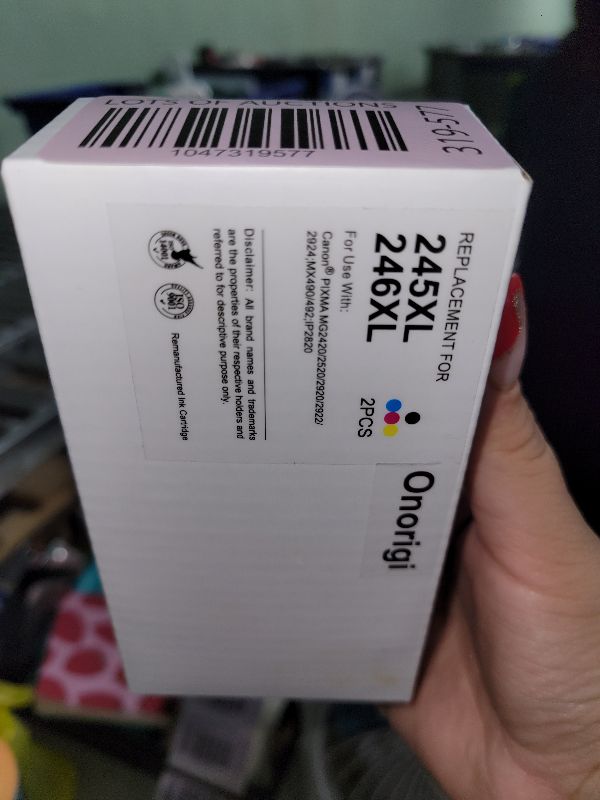 LOTS OF AUCTIONS
1047319577
319577
REPLACEMENT FOR
245XL
246XL
2PCS
For Use With:
Canon® PIXMA MG2420/2520/2920/2922/
2924;MX490/492;IP2820
Disclaimer: All brand names and trademarks
are the properties of their respective holders and
referred to for descriptive purpose only.
Remanufactured Ink Cartridge
Onorigi